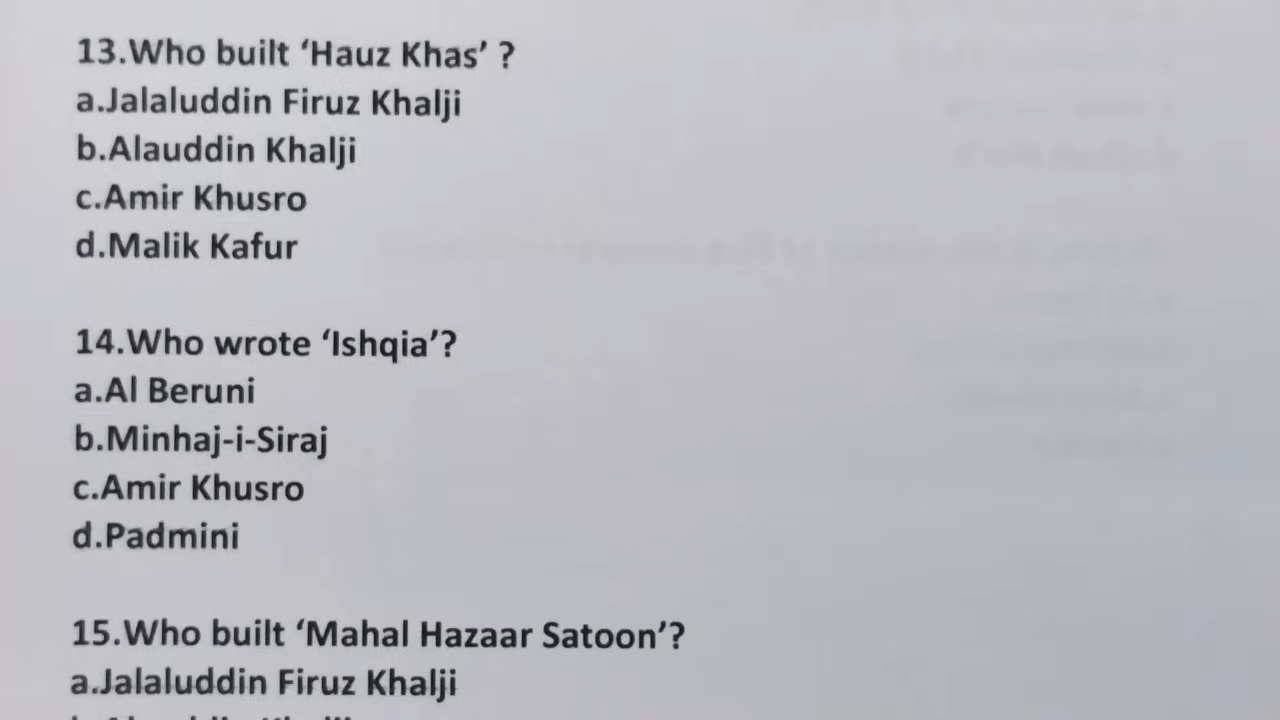 13.Who built ‘Hauz Khas’ ?
a.Jalaluddin Firuz Khalji
b.Alauddin Khalji
c.Amir Khusro
d.Malik Kafur
14.Who wrote ‘Ishqia’?
a.Al Beruni
b.Minhaj-i-Siraj
c.Amir Khusro
d.Padmini
15.Who built ‘Mahal Hazaar Satoon’?
a.Jalaluddin Firuz Khalji